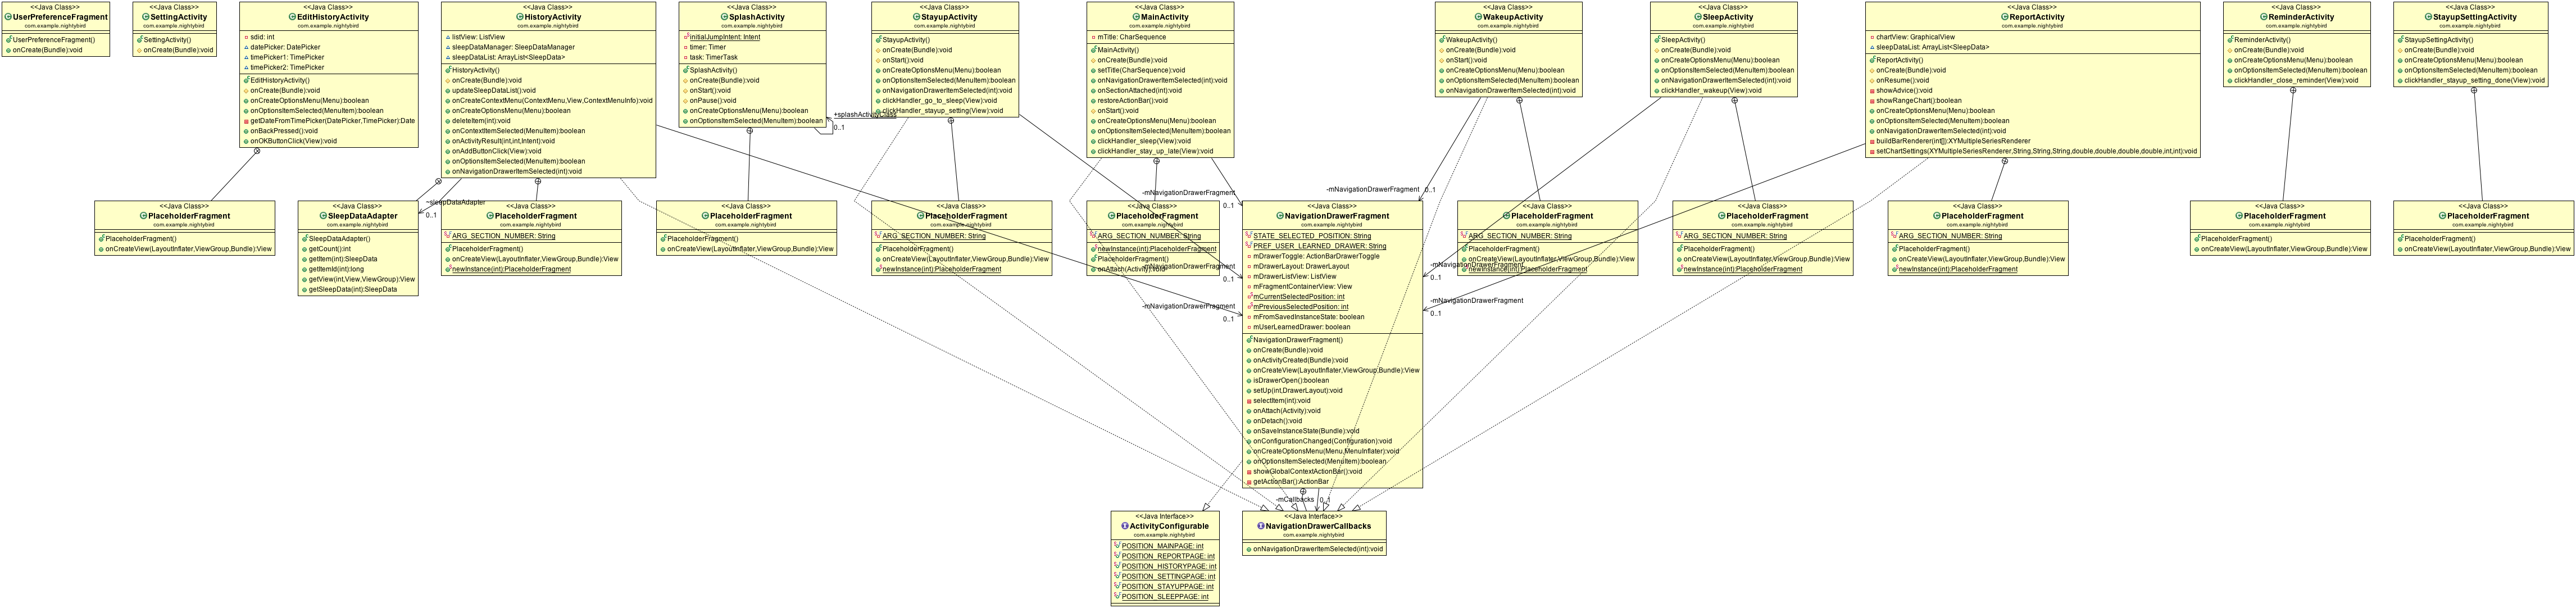 <<Java Class>>
UserPreferenceFragment
com.example.nightybird
UserPreferenceFragment()
onCreate(Bundle):void
<<Java Class>>
SettingActivity
com.example.nightybird
SettingActivity()
onCreate(Bundle):void
<<Java Class>>
EditHistoryActivity
com.example.nightybird
sdid: int
datePicker: DatePicker
timePicker1: TimePicker
timePicker2: TimePicker
EditHistoryActivity()
onCreate(Bundle):void
onCreateOptionsMenu(Menu):boolean
onOptionsItemSelected(MenuItem):boolean
getDateFromTimePicker(DatePicker,TimePicker):Date
onBackPressed():void
onOKButtonClick(View):void
<<Java Class>>
HistoryActivity
com.example.nightybird
listView: ListView
sleepDataManager: SleepDataManager
sleepDataList: ArrayList<SleepData>
HistoryActivity()
onCreate(Bundle):void
updateSleepDataList():void
onCreateContextMenu(ContextMenu,View,ContextMenuInfo):void
onCreateOptionsMenu(Menu):boolean
deleteItem(int):void
onContextItemSelected(MenuItem):boolean
onActivityResult(int,int,Intent):void
onAddButtonClick(View):void
onOptionsItemSelected(MenuItem):boolean
onNavigationDrawerItemSelected(int):void
<<Java Class>>
SplashActivity
com.example.nightybird
initialJumpIntent: Intent
timer: Timer
task: TimerTask
SplashActivity()
onCreate(Bundle):void
onStart():void
onPause():void
onCreateOptionsMenu(Menu):boolean
onOptionsItemSelected(MenuItem):boolean
+splashActivityClass
0..1
<<Java Class>>
StayupActivity
com.example.nightybird
StayupActivity()
onCreate(Bundle):void
onStart():void
onCreateOptionsMenu(Menu):boolean
onOptionsItemSelected(MenuItem):boolean
onNavigationDrawerItemSelected(int):void
clickHandler_go_to_sleep(View):void
clickHandler_stayup_setting(View):void
<<Java Class>>
MainActivity
com.example.nightybird
mTitle: CharSequence
MainActivity()
onCreate(Bundle):void
setTitle(CharSequence):void
onNavigationDrawerItemSelected(int):void
onSectionAttached(int):void
restoreActionBar():void
onStart():void
onCreateOptionsMenu(Menu):boolean
onOptionsItemSelected(MenuItem):boolean
clickHandler_sleep(View):void
clickHandler_stay_up_late(View):void
<<Java Class>>
WakeupActivity
com.example.nightybird
WakeupActivity()
onCreate(Bundle):void
onStart():void
onCreateOptionsMenu(Menu):boolean
onOptionsItemSelected(MenuItem):boolean
onNavigationDrawerItemSelected(int):void
<<Java Class>>
SleepActivity
com.example.nightybird
SleepActivity()
onCreate(Bundle):void
onCreateOptionsMenu(Menu):boolean
onOptionsItemSelected(MenuItem):boolean
onNavigationDrawerItemSelected(int):void
clickHandler_wakeup(View):void
<<Java Class>>
ReportActivity
com.example.nightybird
chartView: GraphicalView
sleepDataList: ArrayList<SleepData>
ReportActivity()
onCreate(Bundle):void
onResume():void
showAdvice():void
showRangeChart():boolean
onCreateOptionsMenu(Menu):boolean
onOptionsItemSelected(MenuItem):boolean
onNavigationDrawerItemSelected(int):void
buildBarRenderer(int[]):XYMultipleSeriesRenderer
setChartSettings(XYMultipleSeriesRenderer,String,String,String,double,double,double,double,int,int):void
<<Java Class>>
ReminderActivity
com.example.nightybird
ReminderActivity()
onCreate(Bundle):void
onCreateOptionsMenu(Menu):boolean
onOptionsItemSelected(MenuItem):boolean
clickHandler_close_reminder(View):void
<<Java Class>>
StayupSettingActivity
com.example.nightybird
StayupSettingActivity()
onCreate(Bundle):void
onCreateOptionsMenu(Menu):boolean
onOptionsItemSelected(MenuItem):boolean
clickHandler_stayup_setting_done(View):void
<<Java Class>>
PlaceholderFragment
com.example.nightybird
PlaceholderFragment()
onCreateView(LayoutInflater,ViewGroup,Bundle):View
<<Java Class>>
SleepDataAdapter
com.example.nightybird
SleepDataAdapter()
getCount():int
getItem(int):SleepData
getItemId(int):long
getView(int,View,ViewGroup):View
getSleepData(int):SleepData
~sleepDataAdapter
0..1
<<Java Class>>
PlaceholderFragment
com.example.nightybird
ARG_SECTION_NUMBER: String
PlaceholderFragment()
onCreateView(LayoutInflater,ViewGroup,Bundle):View
newInstance(int):PlaceholderFragment
<<Java Class>>
PlaceholderFragment
com.example.nightybird
PlaceholderFragment()
onCreateView(LayoutInflater,ViewGroup,Bundle):View
<<Java Class>>
PlaceholderFragment
com.example.nightybird
ARG_SECTION_NUMBER: String
PlaceholderFragment()
onCreateView(LayoutInflater,ViewGroup,Bundle):View
newInstance(int):PlaceholderFragment
<<Java Class>>
PlaceholderFragment
com.example.nightybird
ARG_SECTION_NUMBER: String
newInstance(int):PlaceholderFragment
PlaceholderFragment()
onAttach(Activity):void
-mNavigationDrawerFragment
0..1
-mNavigationDrawerFragment
0..1
-mNavigationDrawerFragment
0..1
<<Java Class>>
NavigationDrawerFragment
com.example.nightybird
STATE_SELECTED_POSITION: String
PREF_USER_LEARNED_DRAWER: String
mDrawerToggle: ActionBarDrawerToggle
mDrawerLayout: DrawerLayout
mDrawerListView: ListView
mFragmentContainerView: View
mCurrentSelectedPosition: int
mPreviousSelectedPosition: int
mFromSavedInstanceState: boolean
mUserLearnedDrawer: boolean
NavigationDrawerFragment()
onCreate(Bundle):void
onActivityCreated(Bundle):void
onCreateView(LayoutInflater,ViewGroup,Bundle):View
isDrawerOpen():boolean
setUp(int,DrawerLayout):void
selectItem(int):void
onAttach(Activity):void
onDetach():void
onSaveInstanceState(Bundle):void
onConfigurationChanged(Configuration):void
onCreateOptionsMenu(Menu,MenuInflater):void
onOptionsItemSelected(MenuItem):boolean
showGlobalContextActionBar():void
getActionBar():ActionBar
-mNavigationDrawerFragment
0..1
-mNavigationDrawerFragment
0..1
-mNavigationDrawerFragment
0..1
<<Java Class>>
PlaceholderFragment
com.example.nightybird
ARG_SECTION_NUMBER: String
PlaceholderFragment()
onCreateView(LayoutInflater,ViewGroup,Bundle):View
newInstance(int):PlaceholderFragment
<<Java Class>>
PlaceholderFragment
com.example.nightybird
ARG_SECTION_NUMBER: String
PlaceholderFragment()
onCreateView(LayoutInflater,ViewGroup,Bundle):View
newInstance(int):PlaceholderFragment
<<Java Class>>
PlaceholderFragment
com.example.nightybird
ARG_SECTION_NUMBER: String
PlaceholderFragment()
onCreateView(LayoutInflater,ViewGroup,Bundle):View
newInstance(int):PlaceholderFragment
<<Java Class>>
PlaceholderFragment
com.example.nightybird
PlaceholderFragment()
onCreateView(LayoutInflater,ViewGroup,Bundle):View
<<Java Class>>
PlaceholderFragment
com.example.nightybird
PlaceholderFragment()
onCreateView(LayoutInflater,ViewGroup,Bundle):View
-mCallbacks
0..1
<<Java Interface>>
ActivityConfigurable
com.example.nightybird
POSITION_MAINPAGE: int
POSITION_REPORTPAGE: int
POSITION_HISTORYPAGE: int
POSITION_SETTINGPAGE: int
POSITION_STAYUPPAGE: int
POSITION_SLEEPPAGE: int
<<Java Interface>>
NavigationDrawerCallbacks
com.example.nightybird
onNavigationDrawerItemSelected(int):void